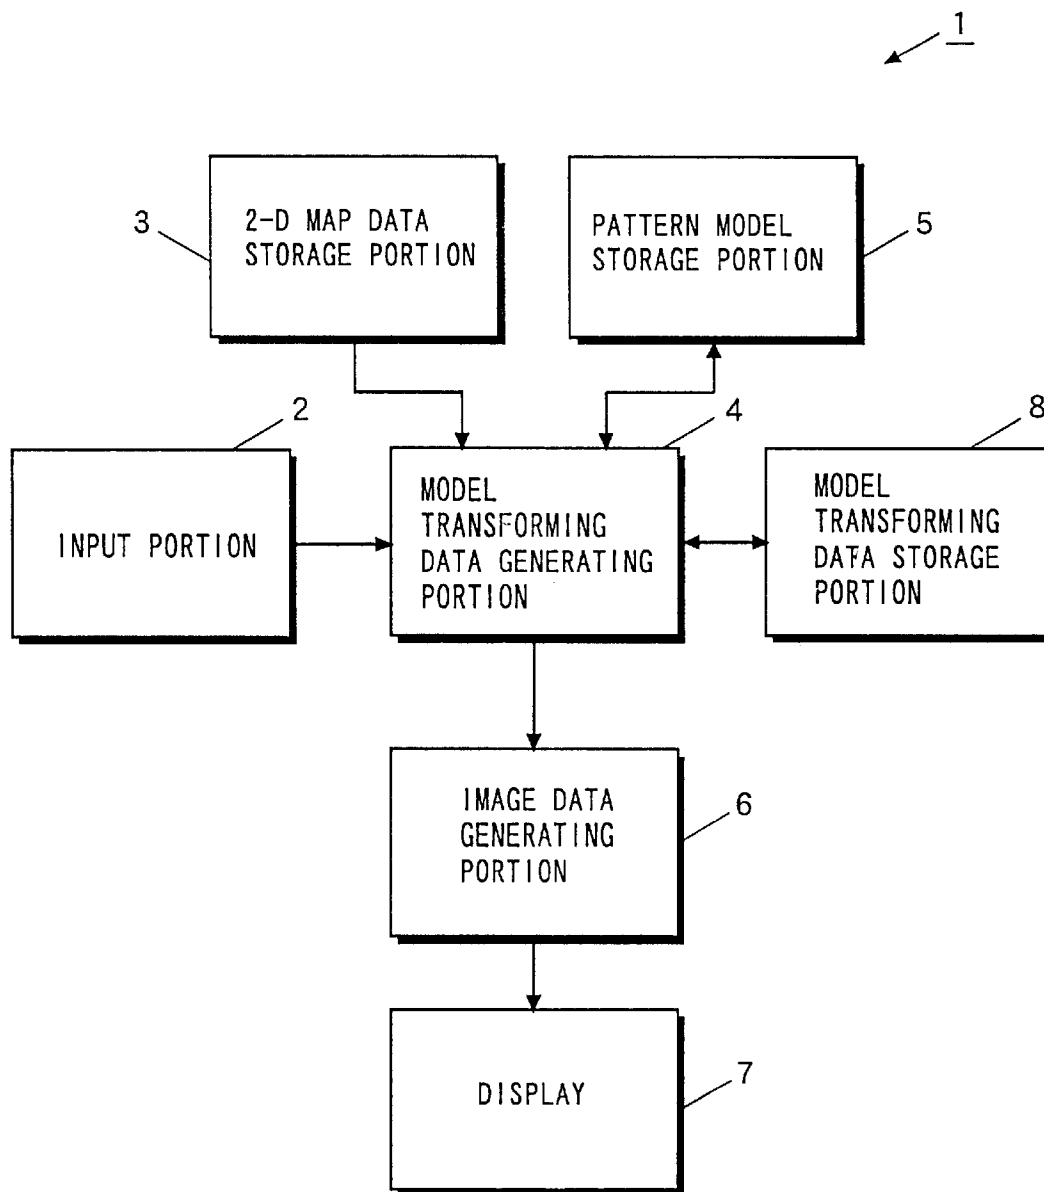 1
3
2-D MAP DATA
STORAGE PORTION
PATTERN MODEL
STORAGE PORTION
5
2
INPUT PORTION
4
MODEL
TRANSFORMING
DATA GENERATING
PORTION
8
MODEL
TRANSFORMING
DATA STORAGE
PORTION
IMAGE DATA
GENERATING
PORTION
6
DISPLAY
7